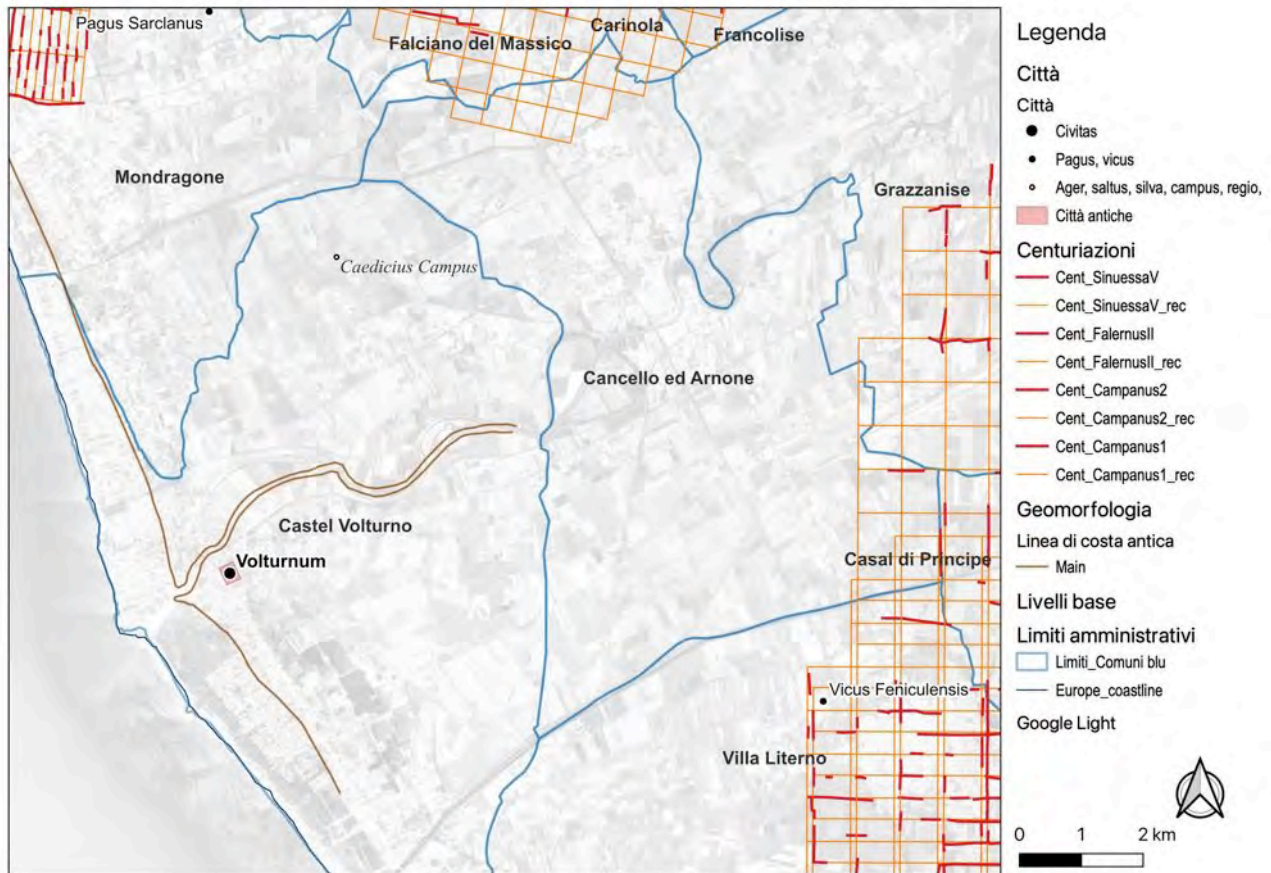 Pagus Sarclanus
Carinola
Falciano del Massico
Francolise
Mondragone
Grazzanise
Caedicius Campus
Cancello ed Arnone
Castel Volturno
Volturnum
Casal di Principe
Vicus Feniculensis
Villa Literno
Legenda
Città
Città
Civitas
Pagus, vicus
Ager, saltus, silva, campus, regio,
Città antiche
Centuriazioni
Cent_SinuessaV
Cent_SinuessaV_rec
Cent_FalernusII
Cent_FalernusII_rec
Cent_Campanus2
Cent_Campanus2_rec
Cent_Campanus1
Cent_Campanus1_rec
Geomorfologia
Linea di costa antica
Main
Livelli base
Limiti amministrativi
Limiti_Comuni blu
Europe_coastline
Google Light
0 1 2 km